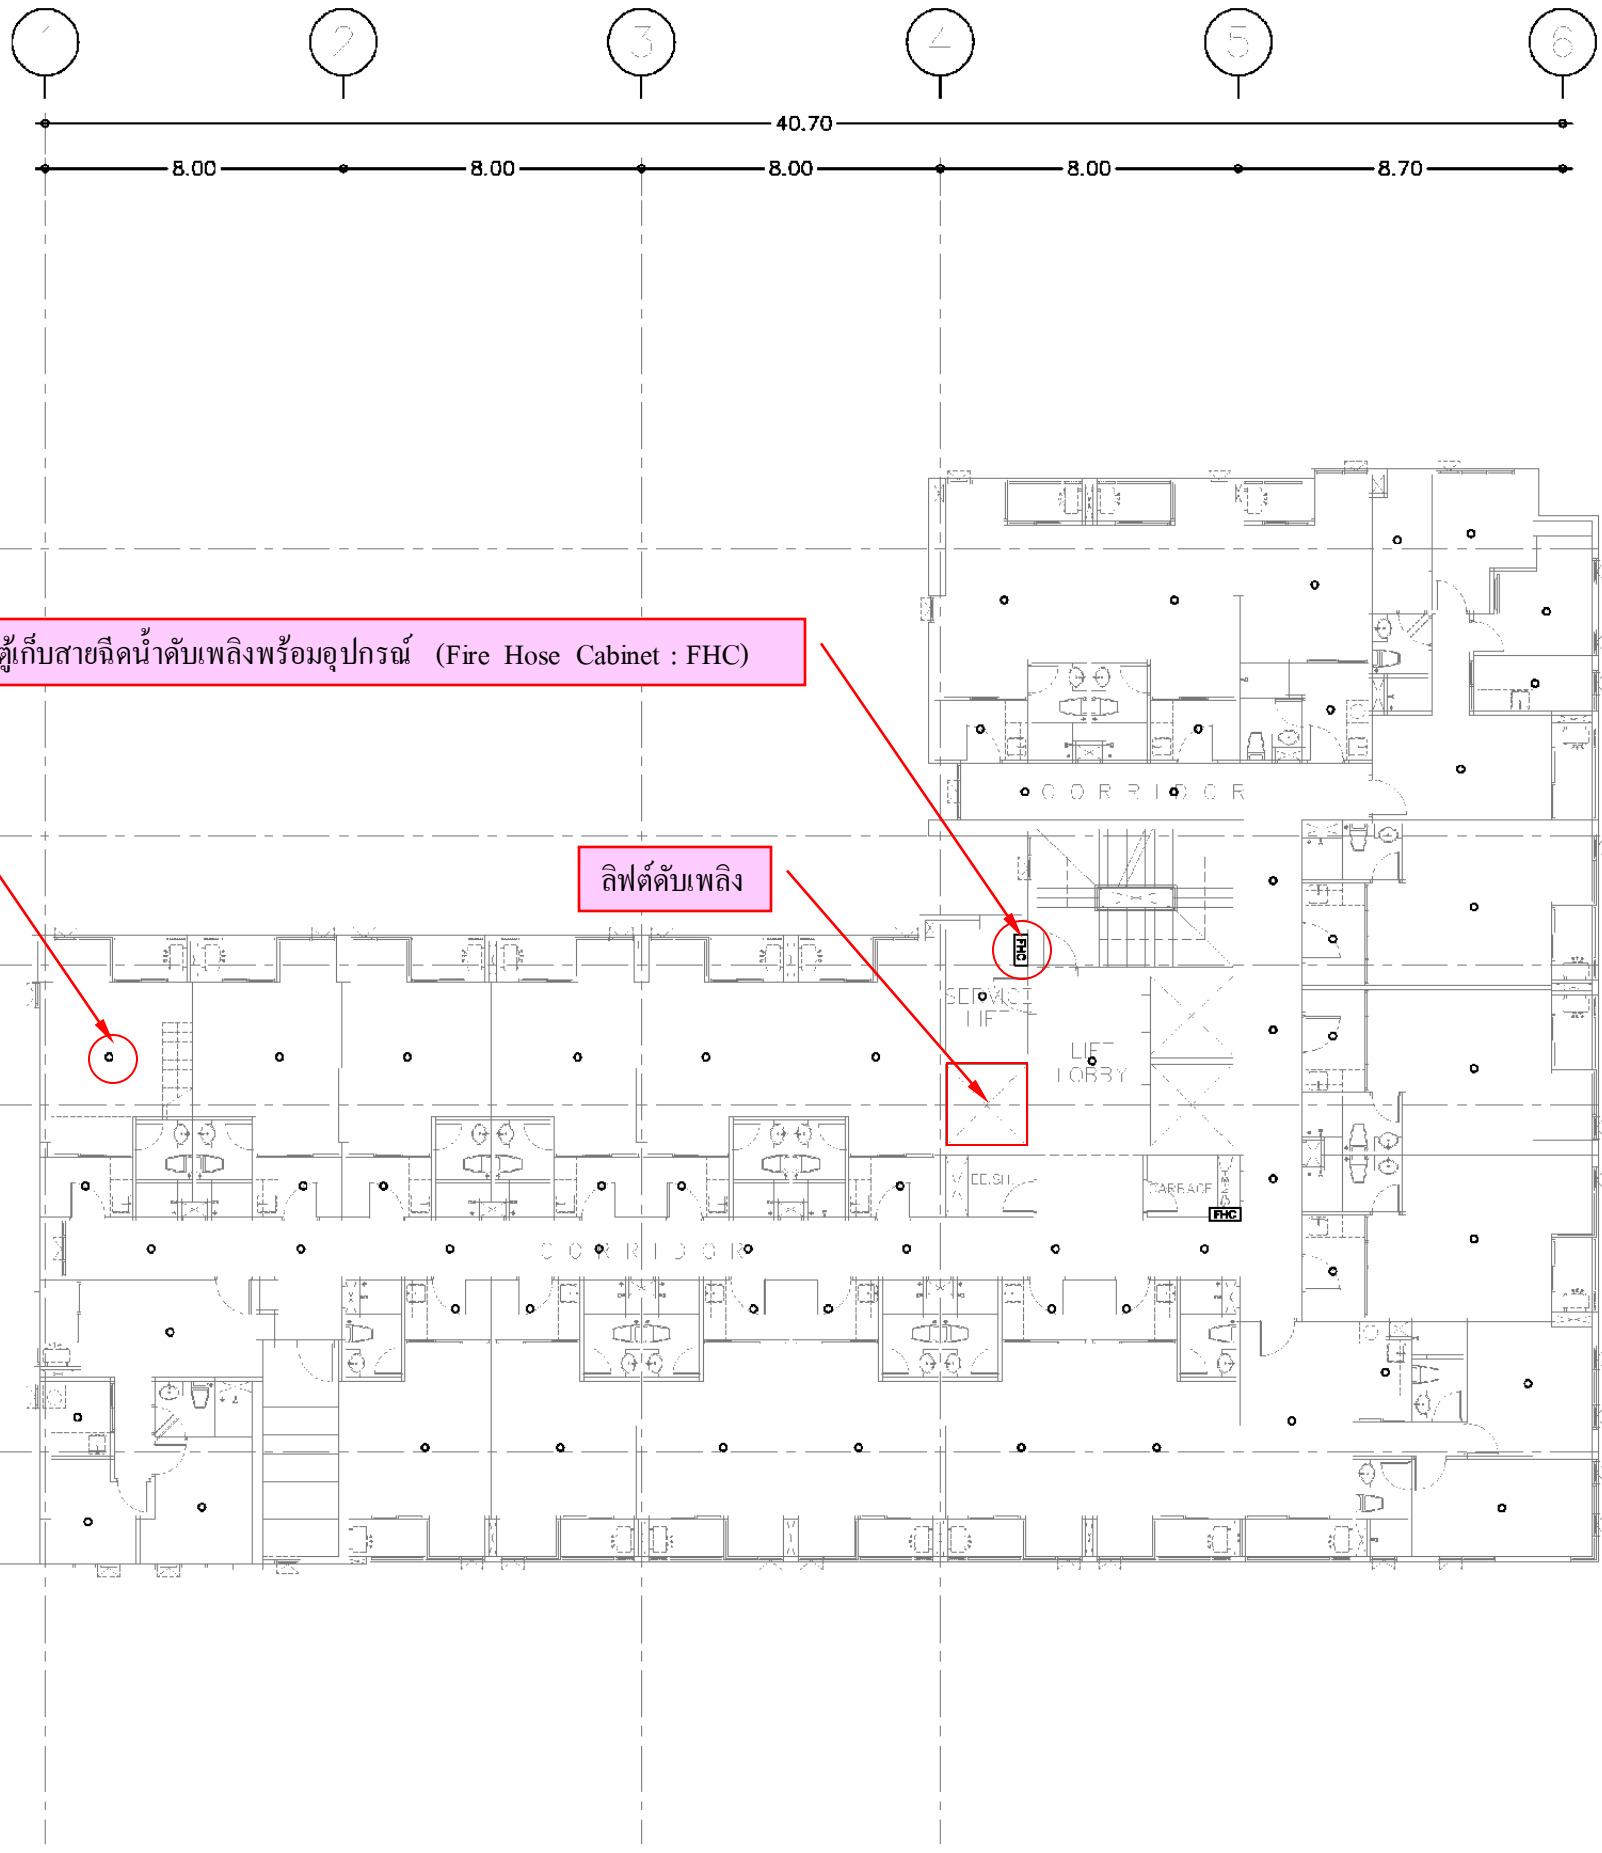 1 2 3 4 5 6
40.70
8.00 8.00 8.00 8.00 8.70
ตู้เก็บสายฉีดน้ำดับเพลิงพร้อมอุปกรณ์ (Fire Hose Cabinet : FHC)
CORRIDOR
ลิฟต์ดับเพลิง
FHC
SERVICE
LIFT
LIFT
LOBBY
GARBAGE
FHC
CORRIDOR